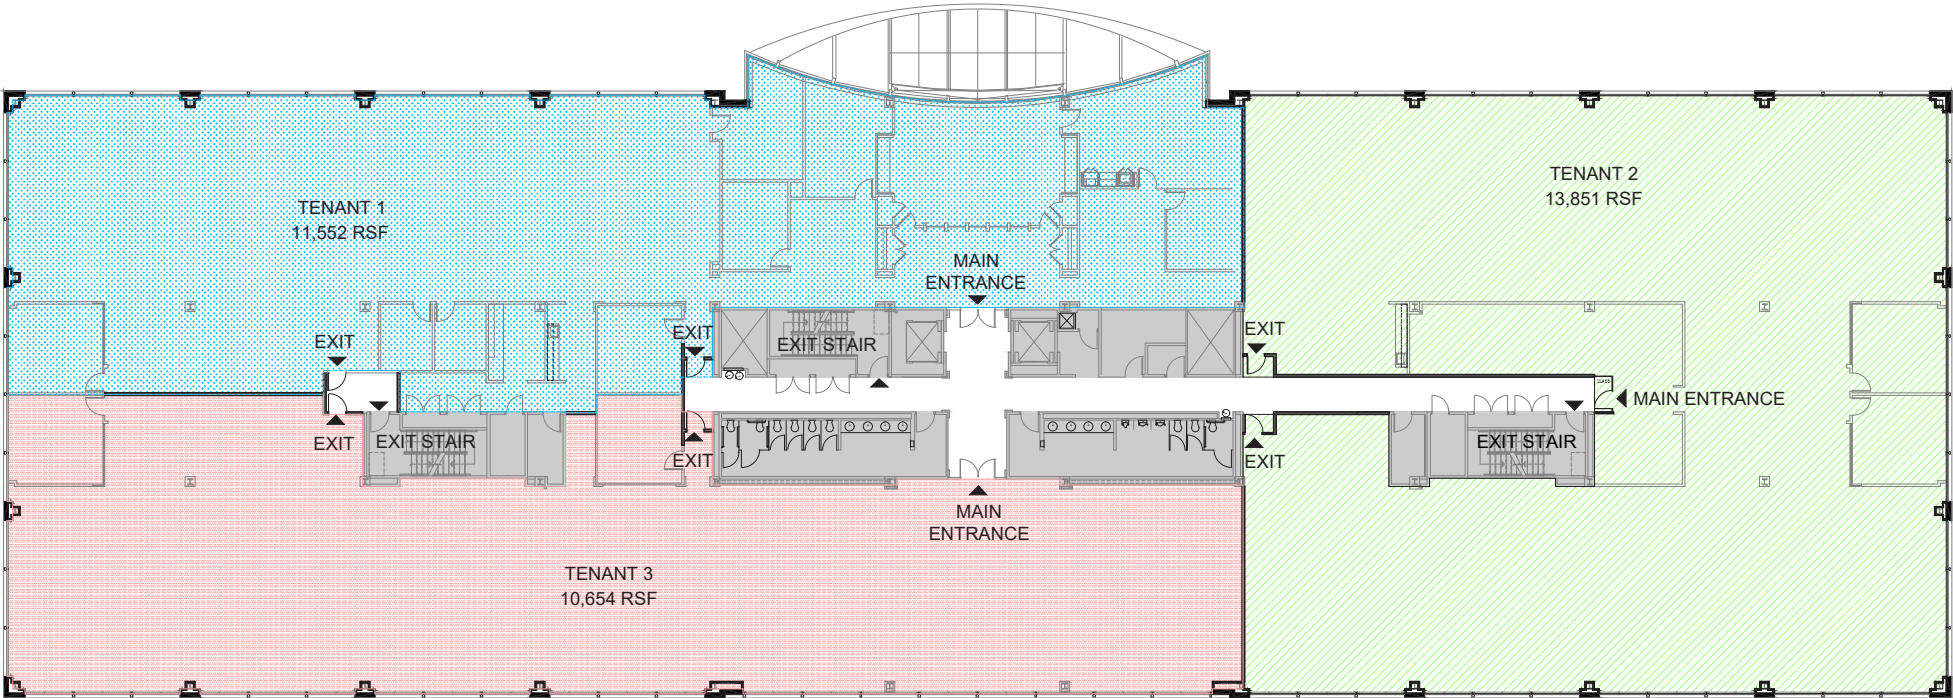 TENANT 1
11,552 RSF
TENANT 2
13,851 RSF
MAIN
ENTRANCE
EXIT
EXIT
EXIT STAIR
EXIT
MAIN ENTRANCE
EXIT
EXIT STAIR
EXIT
EXIT
EXIT STAIR
MAIN
ENTRANCE
TENANT 3
10,654 RSF